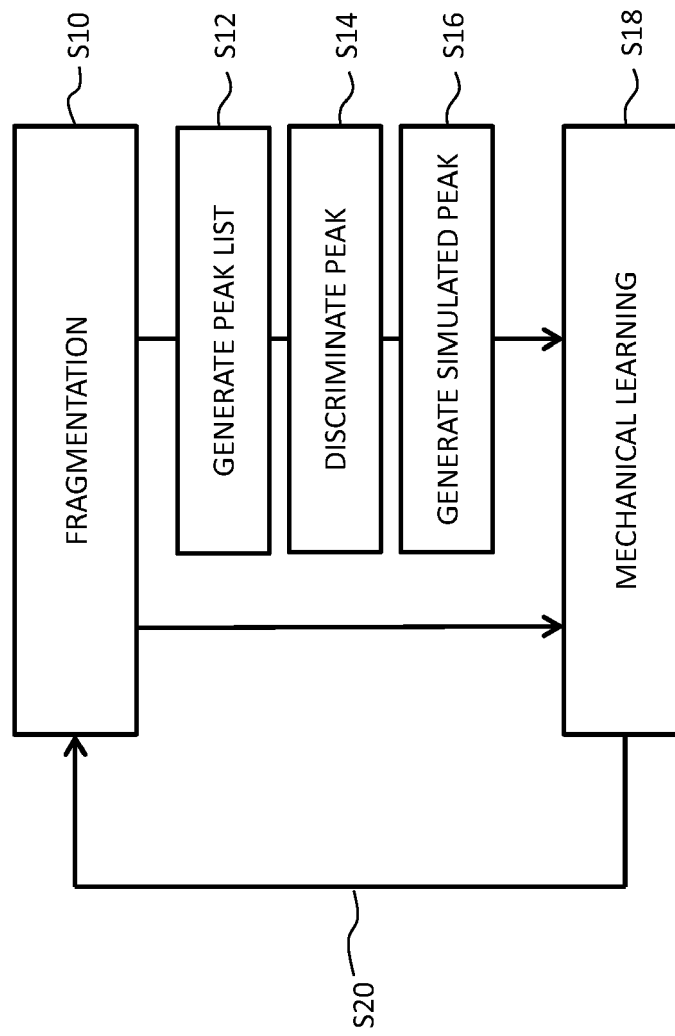 FRAGMENTATION
S10
GENERATE PEAK LIST
S12
DISCRIMINATE PEAK
S14
GENERATE SIMULATED PEAK
S16
MECHANICAL LEARNING
S18
S20